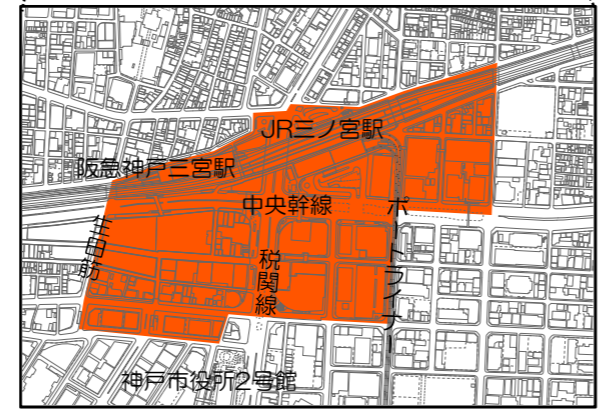 JR三ノ宮駅
阪急神戸三宮駅
中央幹線
ポートライナー
生田筋
税関線
神戸市役所2号館